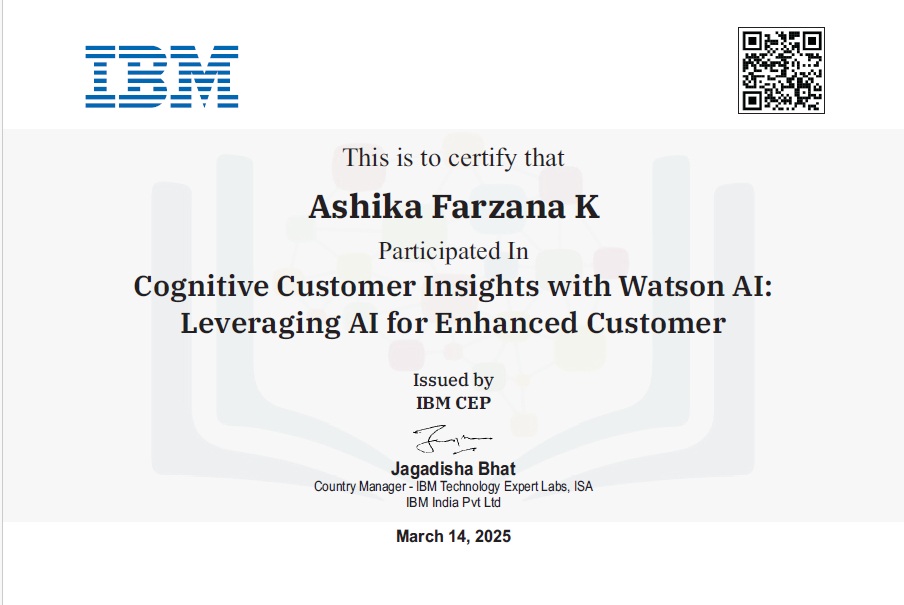 IBM
This is to certify that
Ashika Farzana K
Participated In
Cognitive Customer Insights with Watson AI:
Leveraging AI for Enhanced Customer
Issued by
IBM CEP
Jagadisha Bhat
Country Manager - IBM Technology Expert Labs, ISA
IBM India Pvt Ltd
March 14, 2025